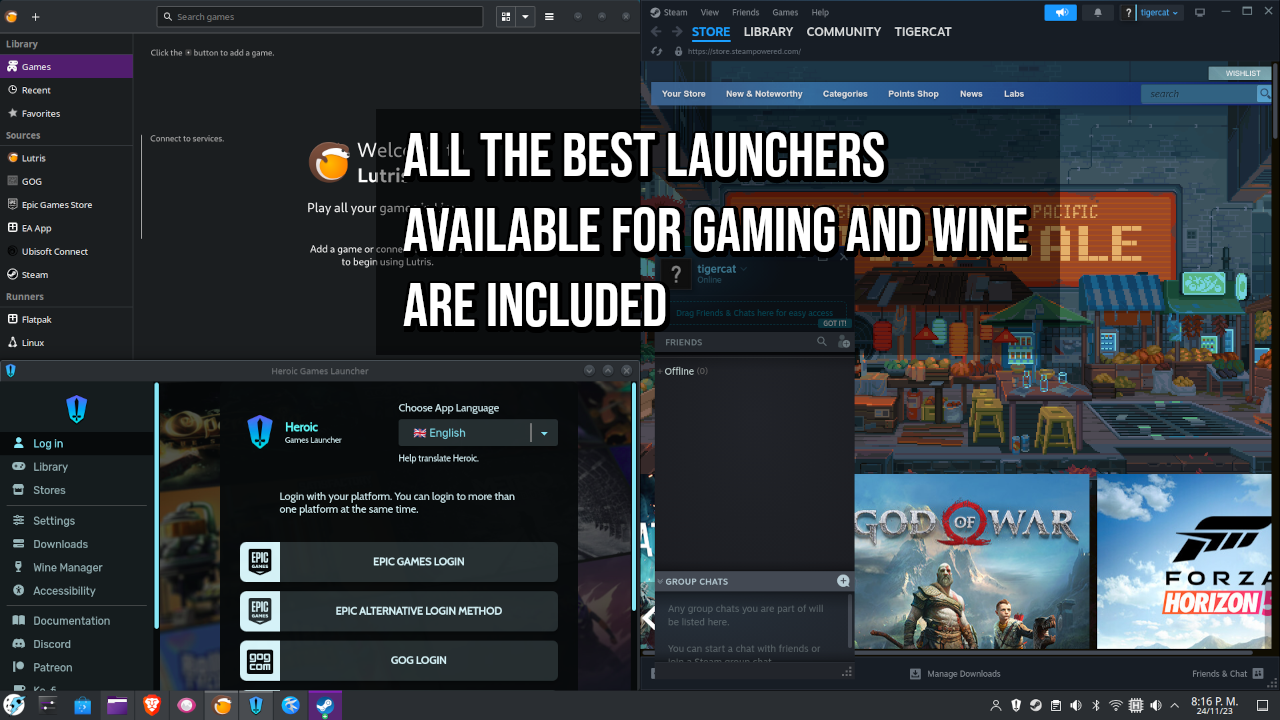 Search games
Library
Games
Recent
Favorites
Sources
Lutris
GOG
Epic Games Store
EA App
Ubisoft Connect
Steam
Runners
Flatpak
Linux
Click the + button to add a game.
Connect to services.
Lutris
Play all your games
Add a game or
to begin using Lutris.
ALL THE BEST LAUNCHERS
AVAILABLE FOR GAMING AND WINE
ARE INCLUDED
Steam View Friends Games Help
? tigercat
STORE LIBRARY COMMUNITY TIGERCAT
https://store.steampowered.com/
WISHLIST
Your Store New & Noteworthy Categories Points Shop News Labs
search
PACIFIC
SALE
?
tigercat
Online
Drag Friends & Chats here for easy access
GOT IT!
FRIENDS
+ Offline (0)
GROUP CHATS
Any group chats you are part of will
be listed here.
You can start a chat with friends or
join a Steam group chat
GOD OF WAR
FORZA
HORIZON 5
Manage Downloads
Friends & Chat
Heroic Games Launcher
Log in
Library
Stores
Settings
Downloads
Wine Manager
Accessibility
Documentation
Discord
Patreon
Ko-fi
Heroic
Games Launcher
Choose App Language
English
Help translate Heroic.
Login with your platform. You can login to more than
one platform at the same time.
EPIC GAMES
EPIC GAMES LOGIN
EPIC GAMES
EPIC ALTERNATIVE LOGIN METHOD
GOG COM
GOG LOGIN
8:16 P. M.
24/11/23